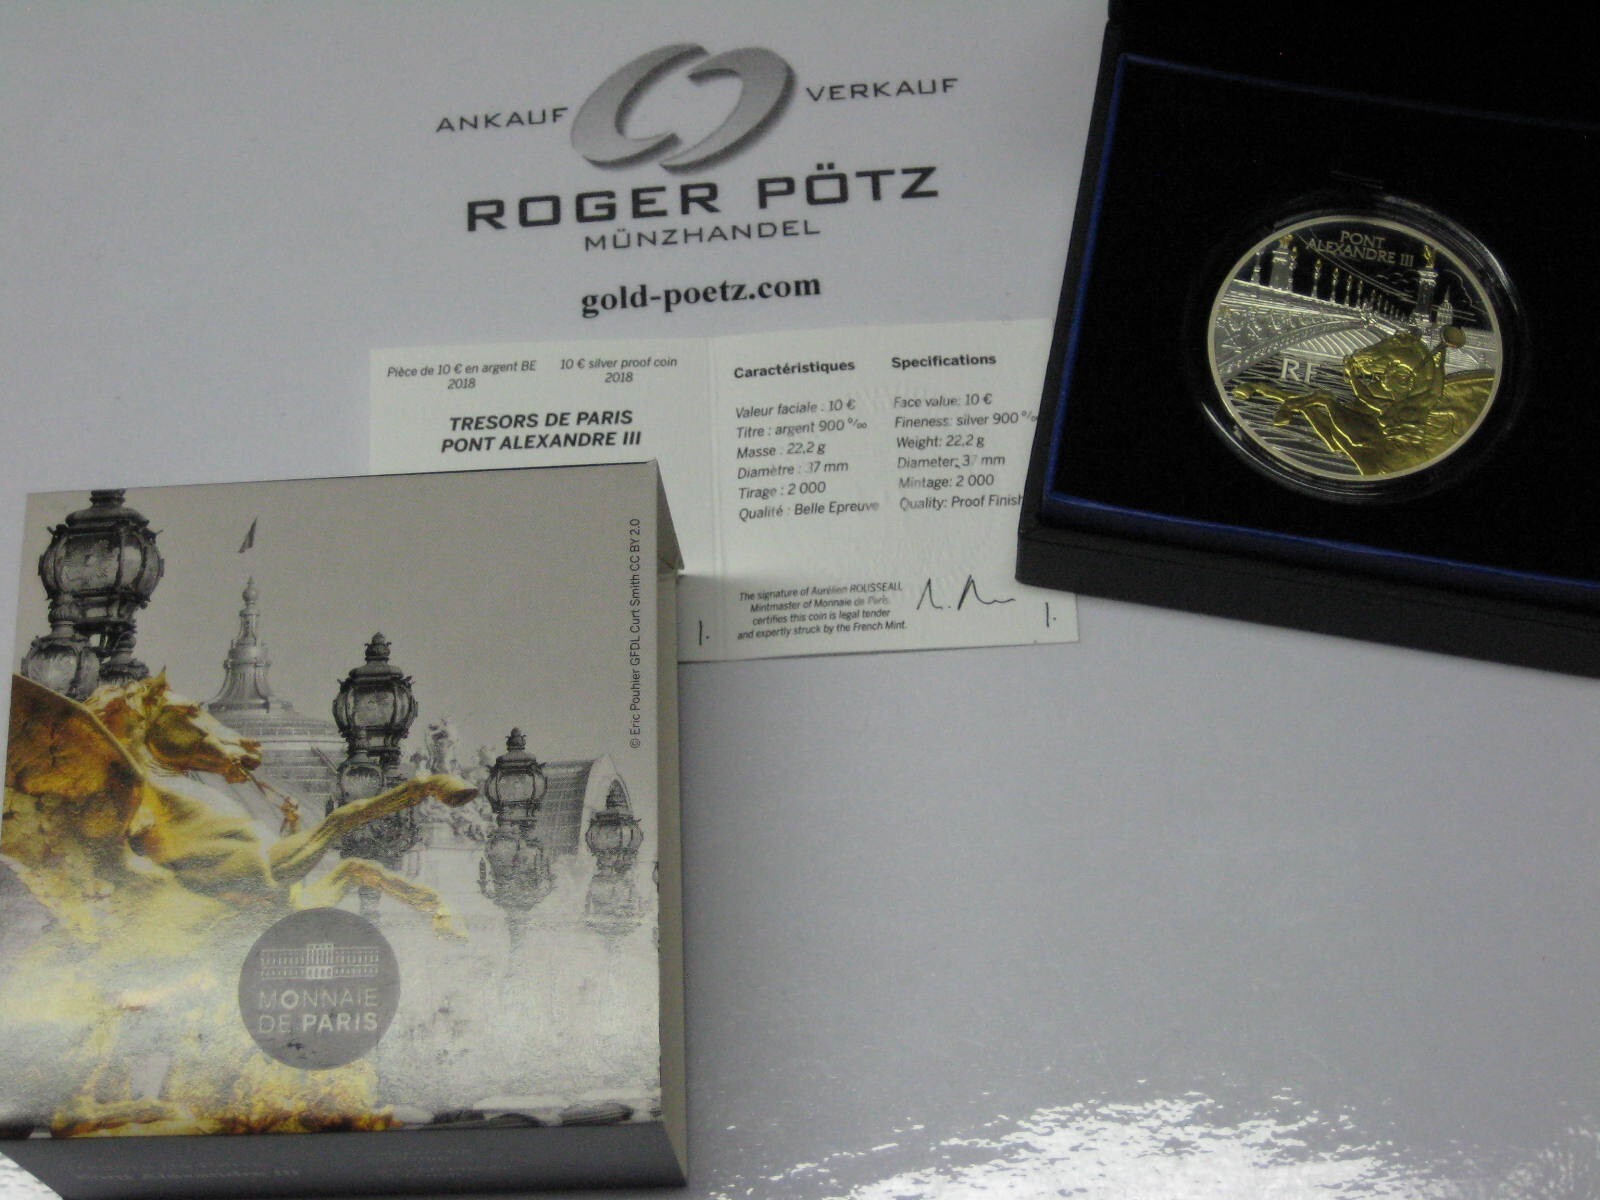 ANKAUF VERKAUF
ROGER PÖTZ
MÜNZHANDEL
gold-poetz.com
Pièce de 10 € en argent BE
2018
10 € silver proof coin
2018
TRESORS DE PARIS
PONT ALEXANDRE III
Caractéristiques
Valeur faciale : 10 €
Titre : argent 900 ‰
Masse : 22,2 g
Diamètre : 37 mm
Tirage : 2 000
Qualité : Belle Epreuve
Specifications
Face value: 10 €
Fineness: silver 900 ‰
Weight: 22,2 g
Diameter: 37 mm
Mintage: 2 000
Quality: Proof Finish
The signature of Aurélien ROUSSEAU,
Mintmaster of Monnaie de Paris,
certifies this coin is legal tender
and expertly struck by the French Mint.
PONT
ALEXANDRE III
RF
© Eric Pouhier GFDL Curt Smith CC BY 2.0
MONNAIE
DE PARIS